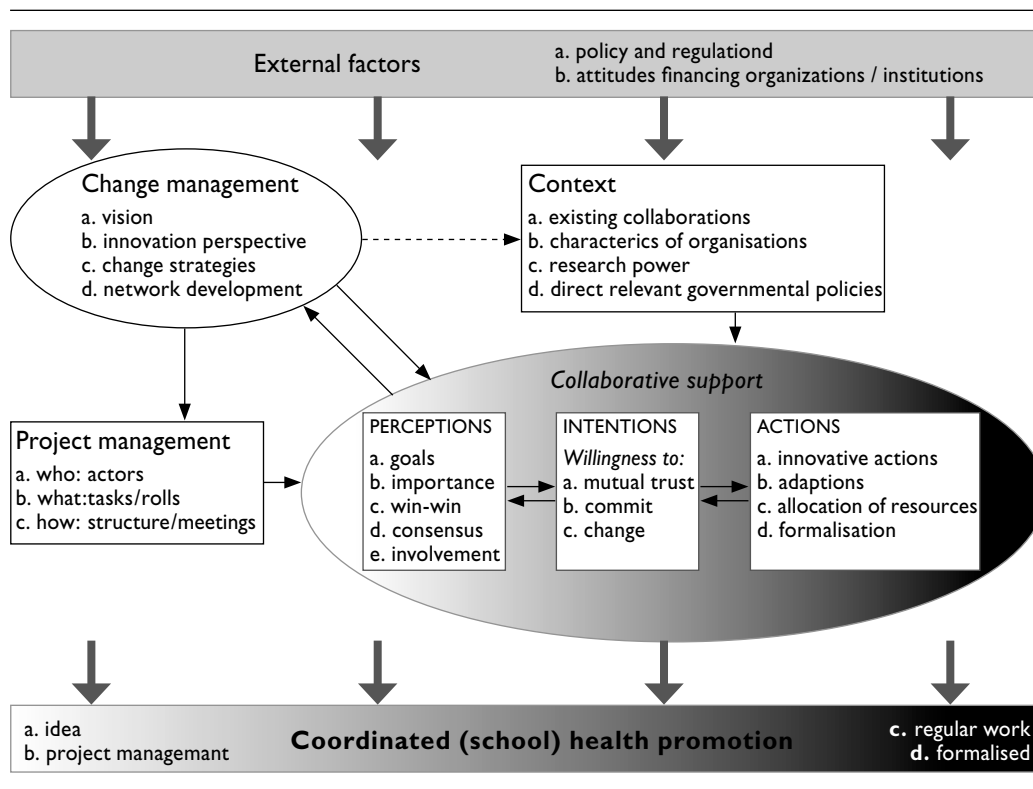 External factors
a. policy and regulationd
b. attitudes financing organizations / institutions
Change management
a. vision
b. innovation perspective
c. change strategies
d. network development
Context
a. existing collaborations
b. characterics of organisations
c. research power
d. direct relevant governmental policies
Project management
a. who: actors
b. what:tasks/rolls
c. how: structure/meetings
Collaborative support
PERCEPTIONS
a. goals
b. importance
c. win-win
d. consensus
e. involvement
INTENTIONS
Willingness to:
a. mutual trust
b. commit
c. change
ACTIONS
a. innovative actions
b. adaptions
c. allocation of resources
d. formalisation
a. idea
b. project managemant
Coordinated (school) health promotion
c. regular work
d. formalised